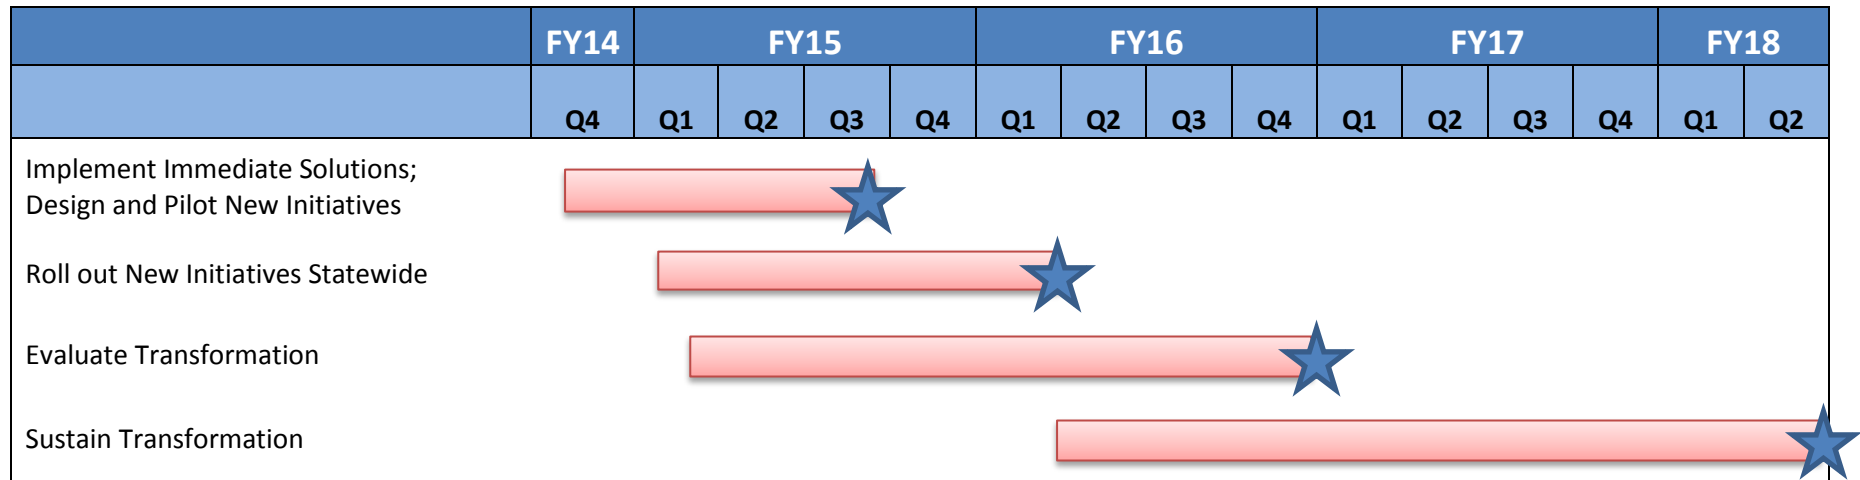 FY14 FY15 FY16 FY17 FY18
Q4 Q1 Q2 Q3 Q4 Q1 Q2 Q3 Q4 Q1 Q2 Q3 Q4 Q1 Q2
Implement Immediate Solutions;
Design and Pilot New Initiatives
Roll out New Initiatives Statewide
Evaluate Transformation
Sustain Transformation